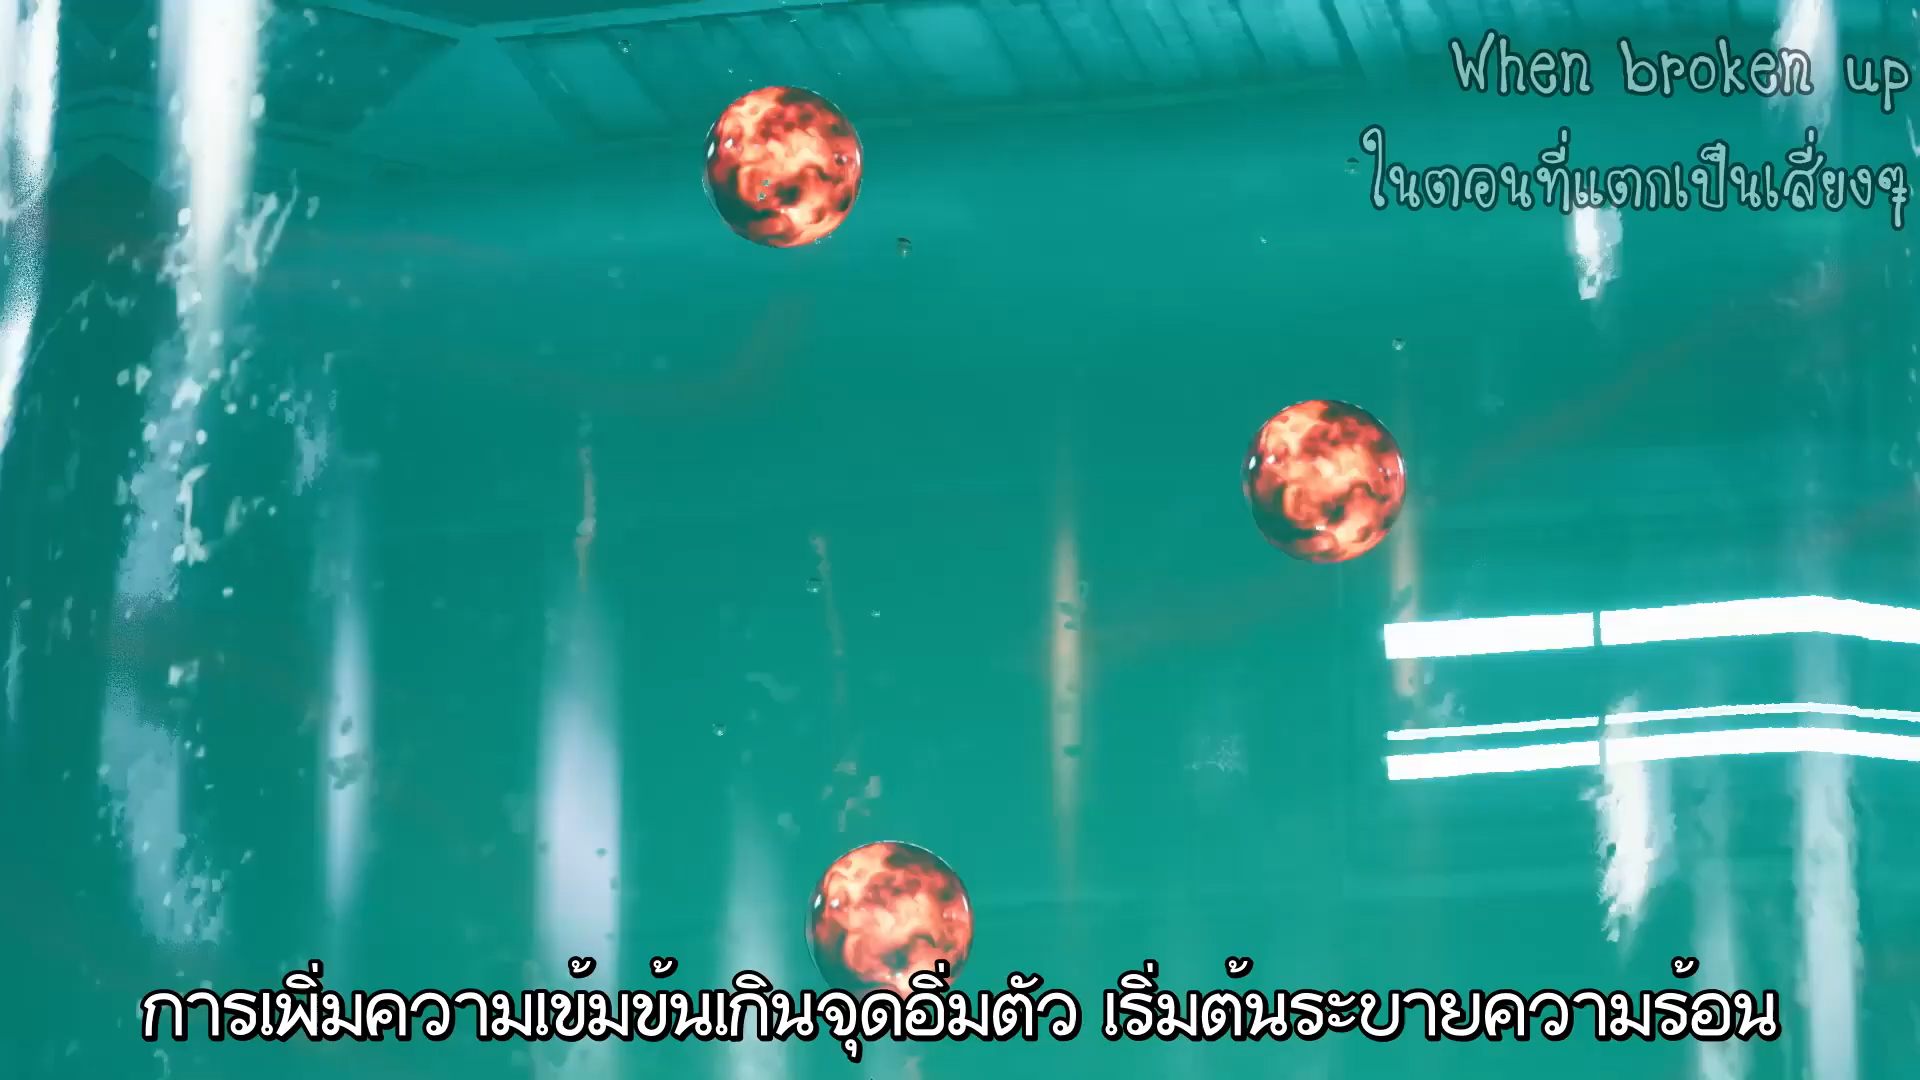 When broken up
ในตอนที่แตกเป็นเสี่ยงๆ
การเพิ่มความเข้มข้นเกินจุดอิ่มตัว เริ่มต้นระบายความร้อน